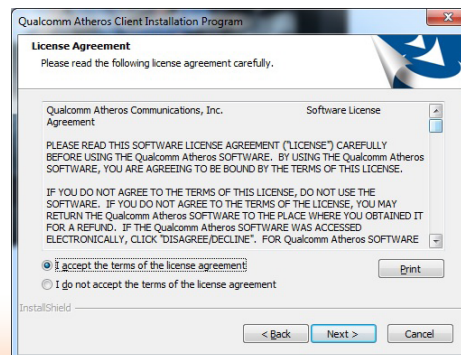 Qualcomm Atheros Client Installation Program
License Agreement
Please read the following license agreement carefully.
Qualcomm Atheros Communications, Inc. Software License
Agreement
PLEASE READ THIS SOFTWARE LICENSE AGREEMENT ("LICENSE") CAREFULLY
BEFORE USING THE Qualcomm Atheros SOFTWARE. BY USING THE Qualcomm Atheros
SOFTWARE, YOU ARE AGREEING TO BE BOUND BY THE TERMS OF THIS LICENSE.
IF YOU DO NOT AGREE TO THE TERMS OF THIS LICENSE, DO NOT USE THE
SOFTWARE. IF YOU DO NOT AGREE TO THE TERMS OF THE LICENSE, YOU MAY
RETURN THE Qualcomm Atheros SOFTWARE TO THE PLACE WHERE YOU OBTAINED IT
FOR A REFUND. IF THE Qualcomm Atheros SOFTWARE WAS ACCESSED
ELECTRONICALLY, CLICK "DISAGREE/DECLINE". FOR Qualcomm Atheros SOFTWARE
I accept the terms of the license agreement
Print
I do not accept the terms of the license agreement
InstallShield
< Back Next > Cancel